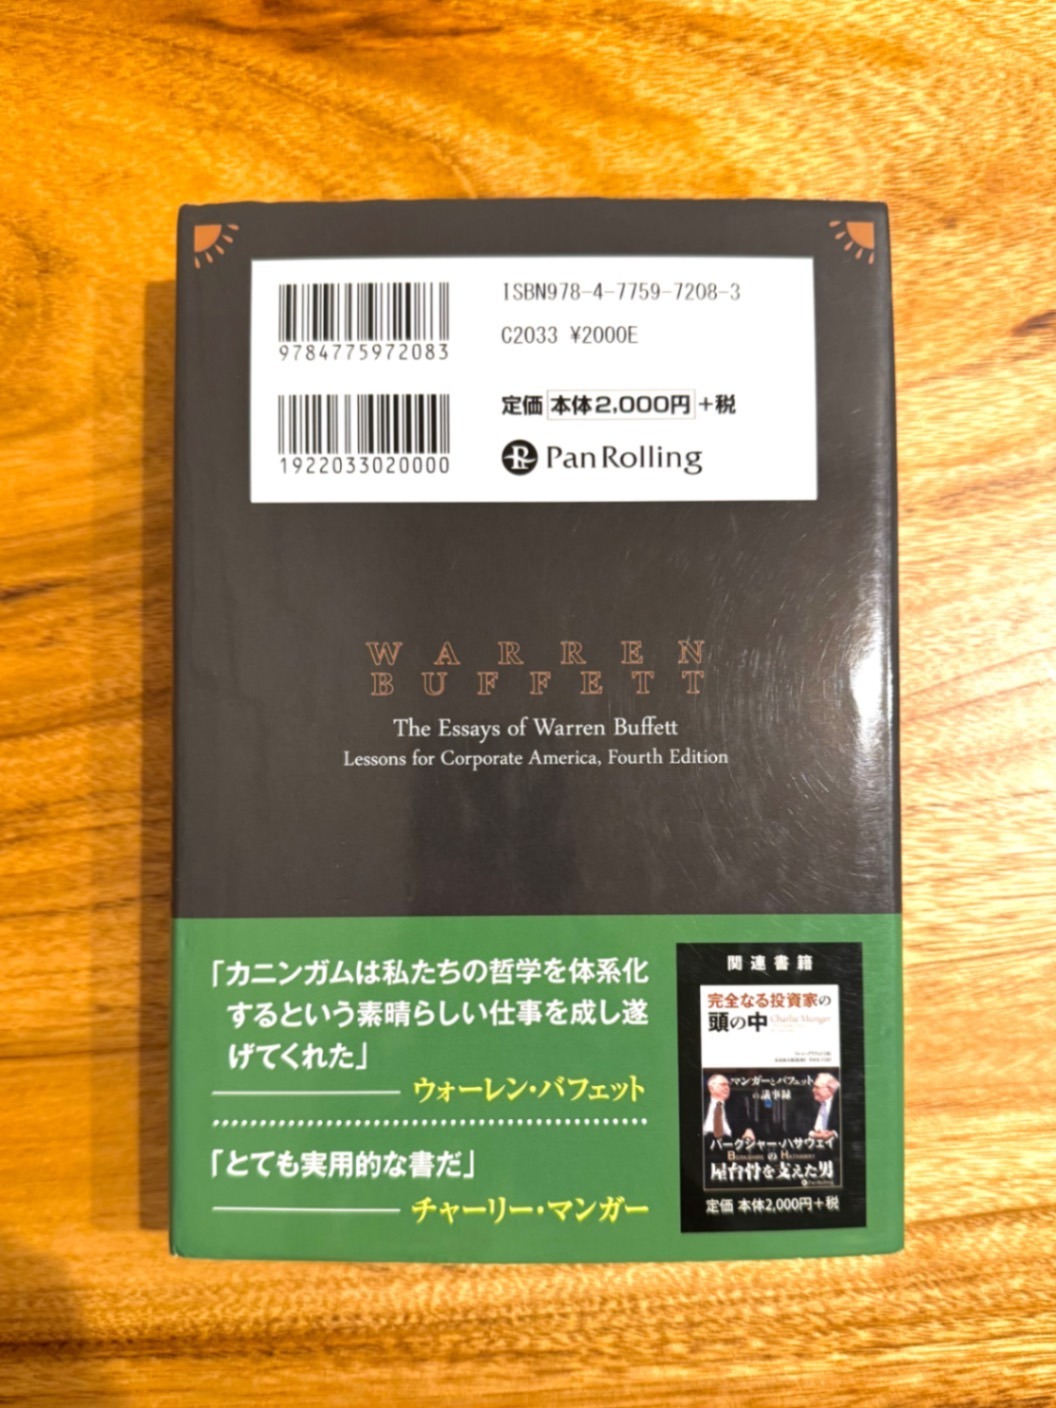 ISBN978-4-7759-7208-3
C2033 ¥2000E
9784775972083
定価 本体2,000円+税
1922033020000
PanRolling
WARREN
BUFFETT
The Essays of Warren Buffett
Lessons for Corporate America, Fourth Edition
「カニンガムは私たちの哲学を体系化
するという素晴らしい仕事を成し遂
げてくれた」
ウォーレン・バフェット
「とても実用的な書だ」
チャーリー・マンガー
関連書籍
完全なる投資家の
頭の中
Charlie Munger
マンガーとバフェット
の議事録
バークシャー・ハサウェイ
の
屋台骨を支えた男
PanRolling
定価 本体2,000円+税